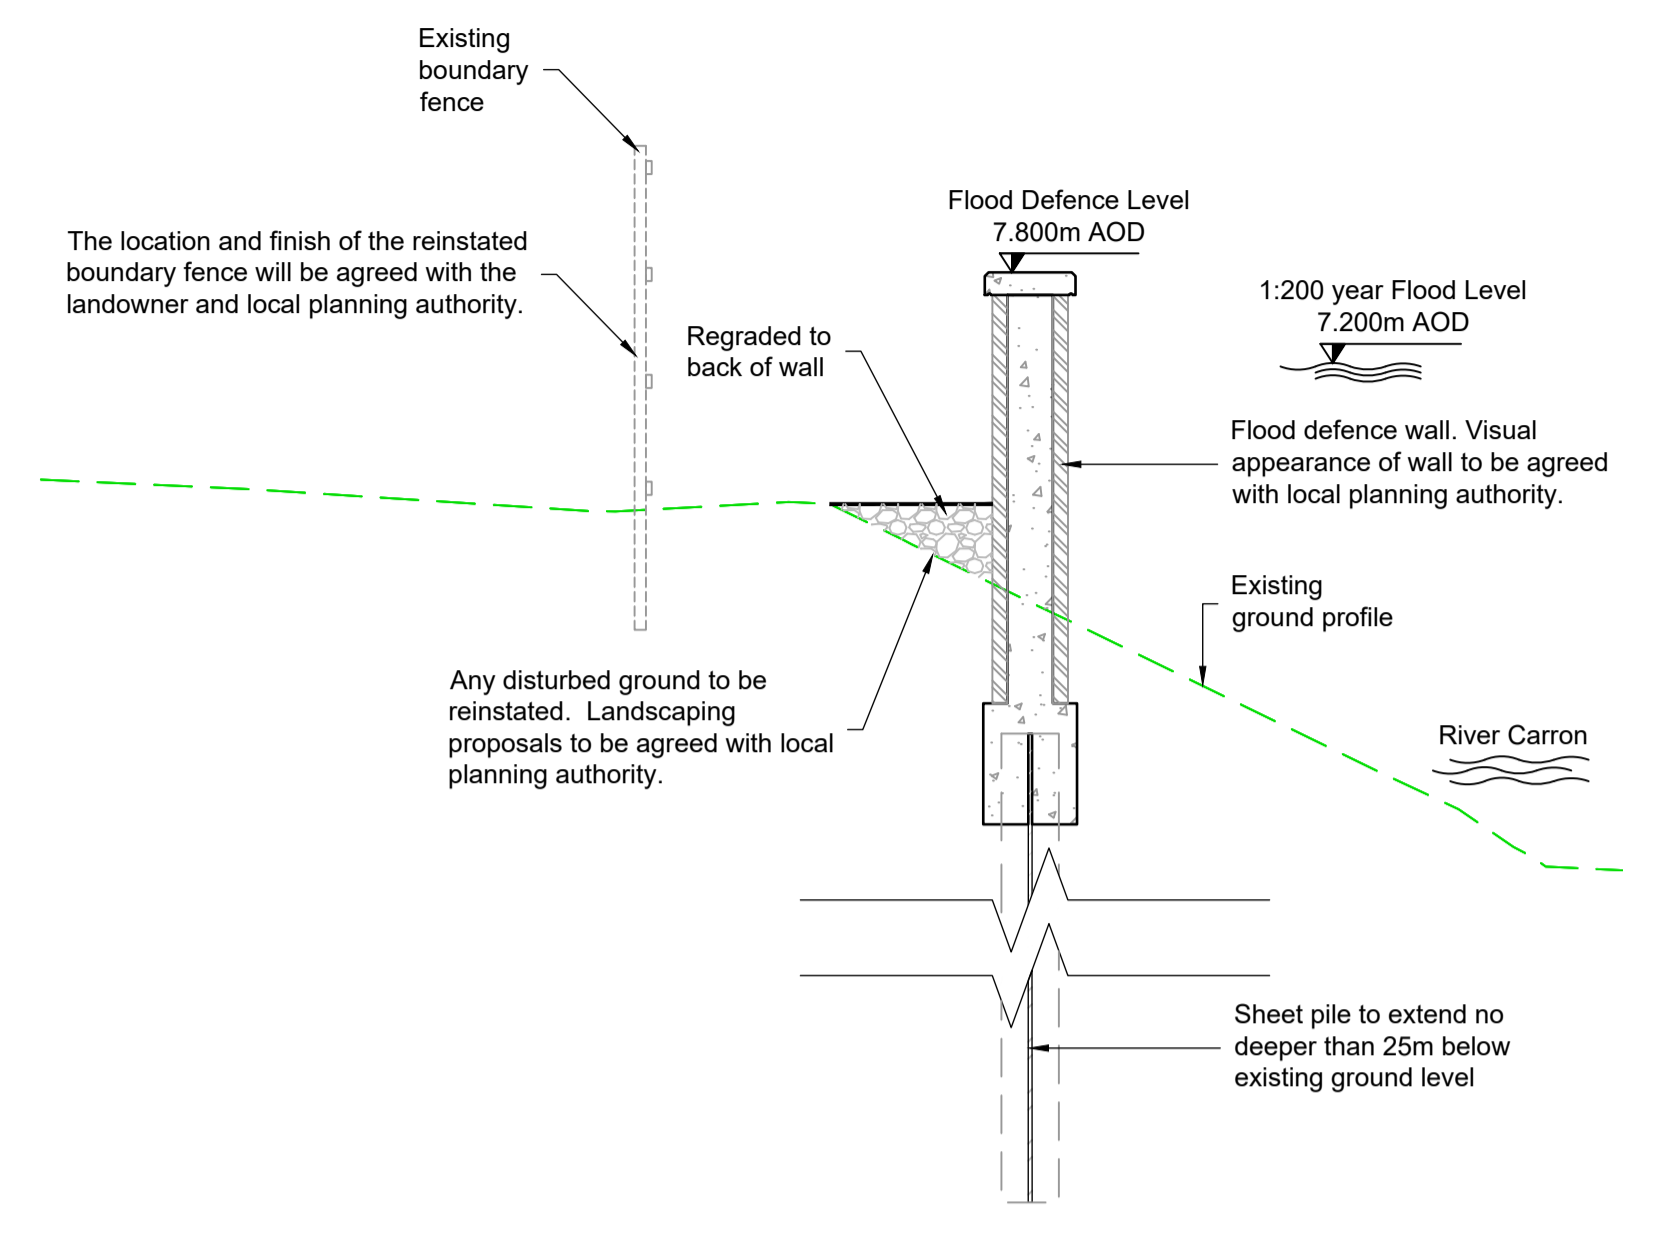 Existing
boundary
fence
Flood Defence Level
7.800m AOD
The location and finish of the reinstated
boundary fence will be agreed with the
landowner and local planning authority.
1:200 year Flood Level
7.200m AOD
Regraded to
back of wall
Flood defence wall. Visual
appearance of wall to be agreed
with local planning authority.
Existing
ground profile
Any disturbed ground to be
reinstated.  Landscaping
proposals to be agreed with local
planning authority.
River Carron
Sheet pile to extend no
deeper than 25m below
existing ground level